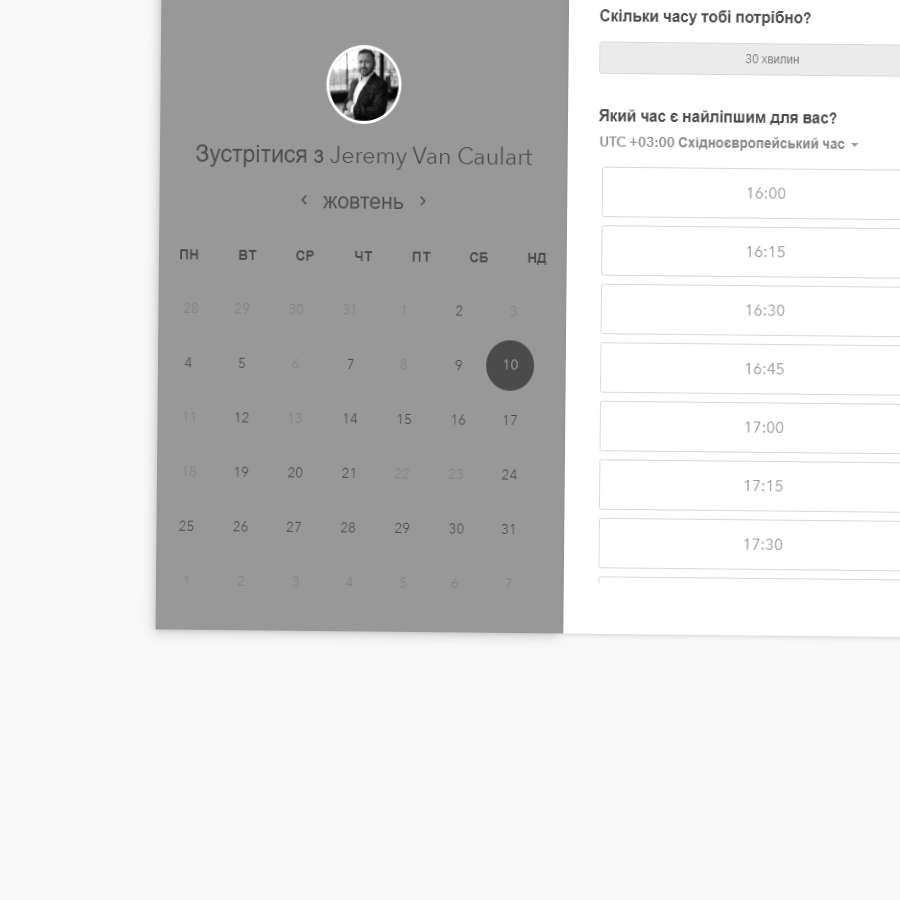 Зустрітися з Jeremy Van Caulart
‹ жовтень ›
ПН ВТ СР ЧТ ПТ СБ НД
28 29 30 31 1 2 3
4 5 6 7 8 9 10
11 12 13 14 15 16 17
18 19 20 21 22 23 24
25 26 27 28 29 30 31
1 2 3 4 5 6 7
Скільки часу тобі потрібно?
30 хвилин
Який час є найліпшим для вас?
UTC +03:00 Східноєвропейський час
16:00
16:15
16:30
16:45
17:00
17:15
17:30